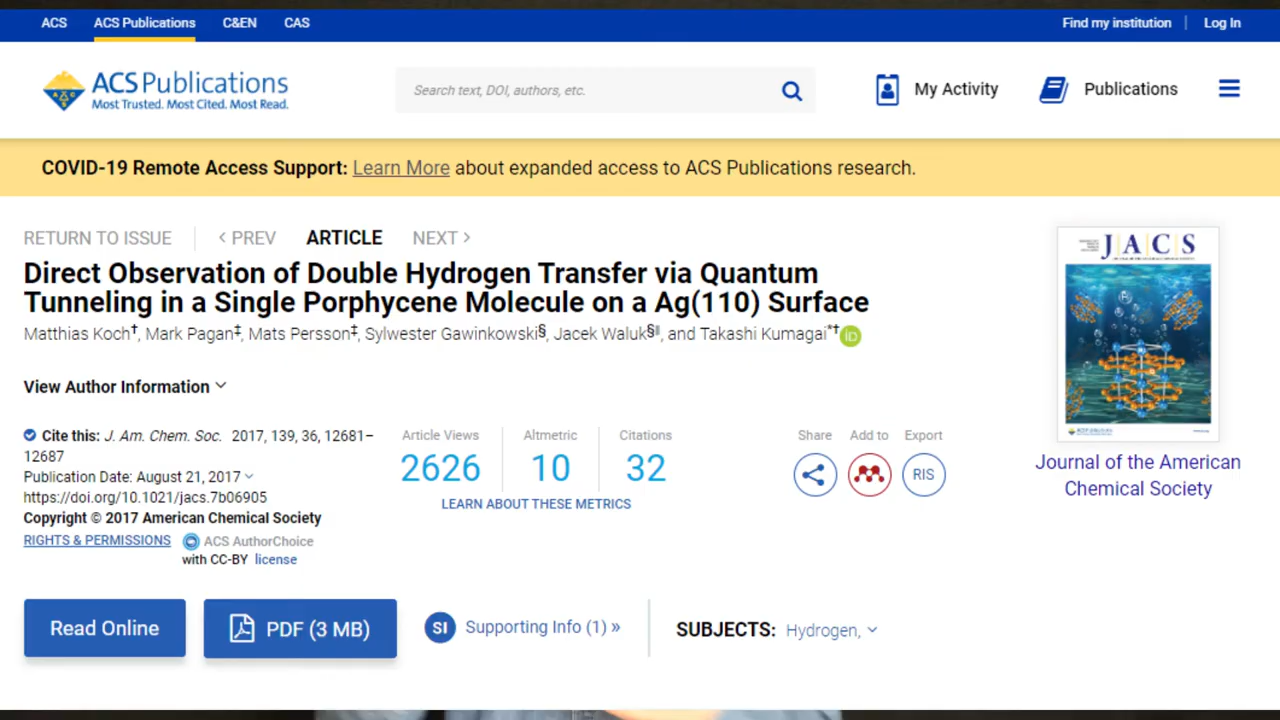 ACS ACS Publications C&EN CAS Find my institution Log In
ACS Publications
Most Trusted. Most Cited. Most Read.
Search text, DOI, authors, etc.
My Activity
Publications
COVID-19 Remote Access Support: Learn More about expanded access to ACS Publications research.
RETURN TO ISSUE < PREV ARTICLE NEXT >
Direct Observation of Double Hydrogen Transfer via Quantum
Tunneling in a Single Porphycene Molecule on a Ag(110) Surface
Matthias Koch†, Mark Pagan‡, Mats Persson‡, Sylwester Gawinkowski§, Jacek Waluk§∥, and Takashi Kumagai*† iD
View Author Information
Cite this: J. Am. Chem. Soc. 2017, 139, 36, 12681–
12687
Publication Date: August 21, 2017
https://doi.org/10.1021/jacs.7b06905
Copyright © 2017 American Chemical Society
RIGHTS & PERMISSIONS ACS AuthorChoice
with CC-BY license
Article Views
2626
Altmetric
10
Citations
32
LEARN ABOUT THESE METRICS
Share
Add to
Export
RIS
JACS
Journal of the American
Chemical Society
Read Online
PDF (3 MB)
SI Supporting Info (1) »
SUBJECTS: Hydrogen,